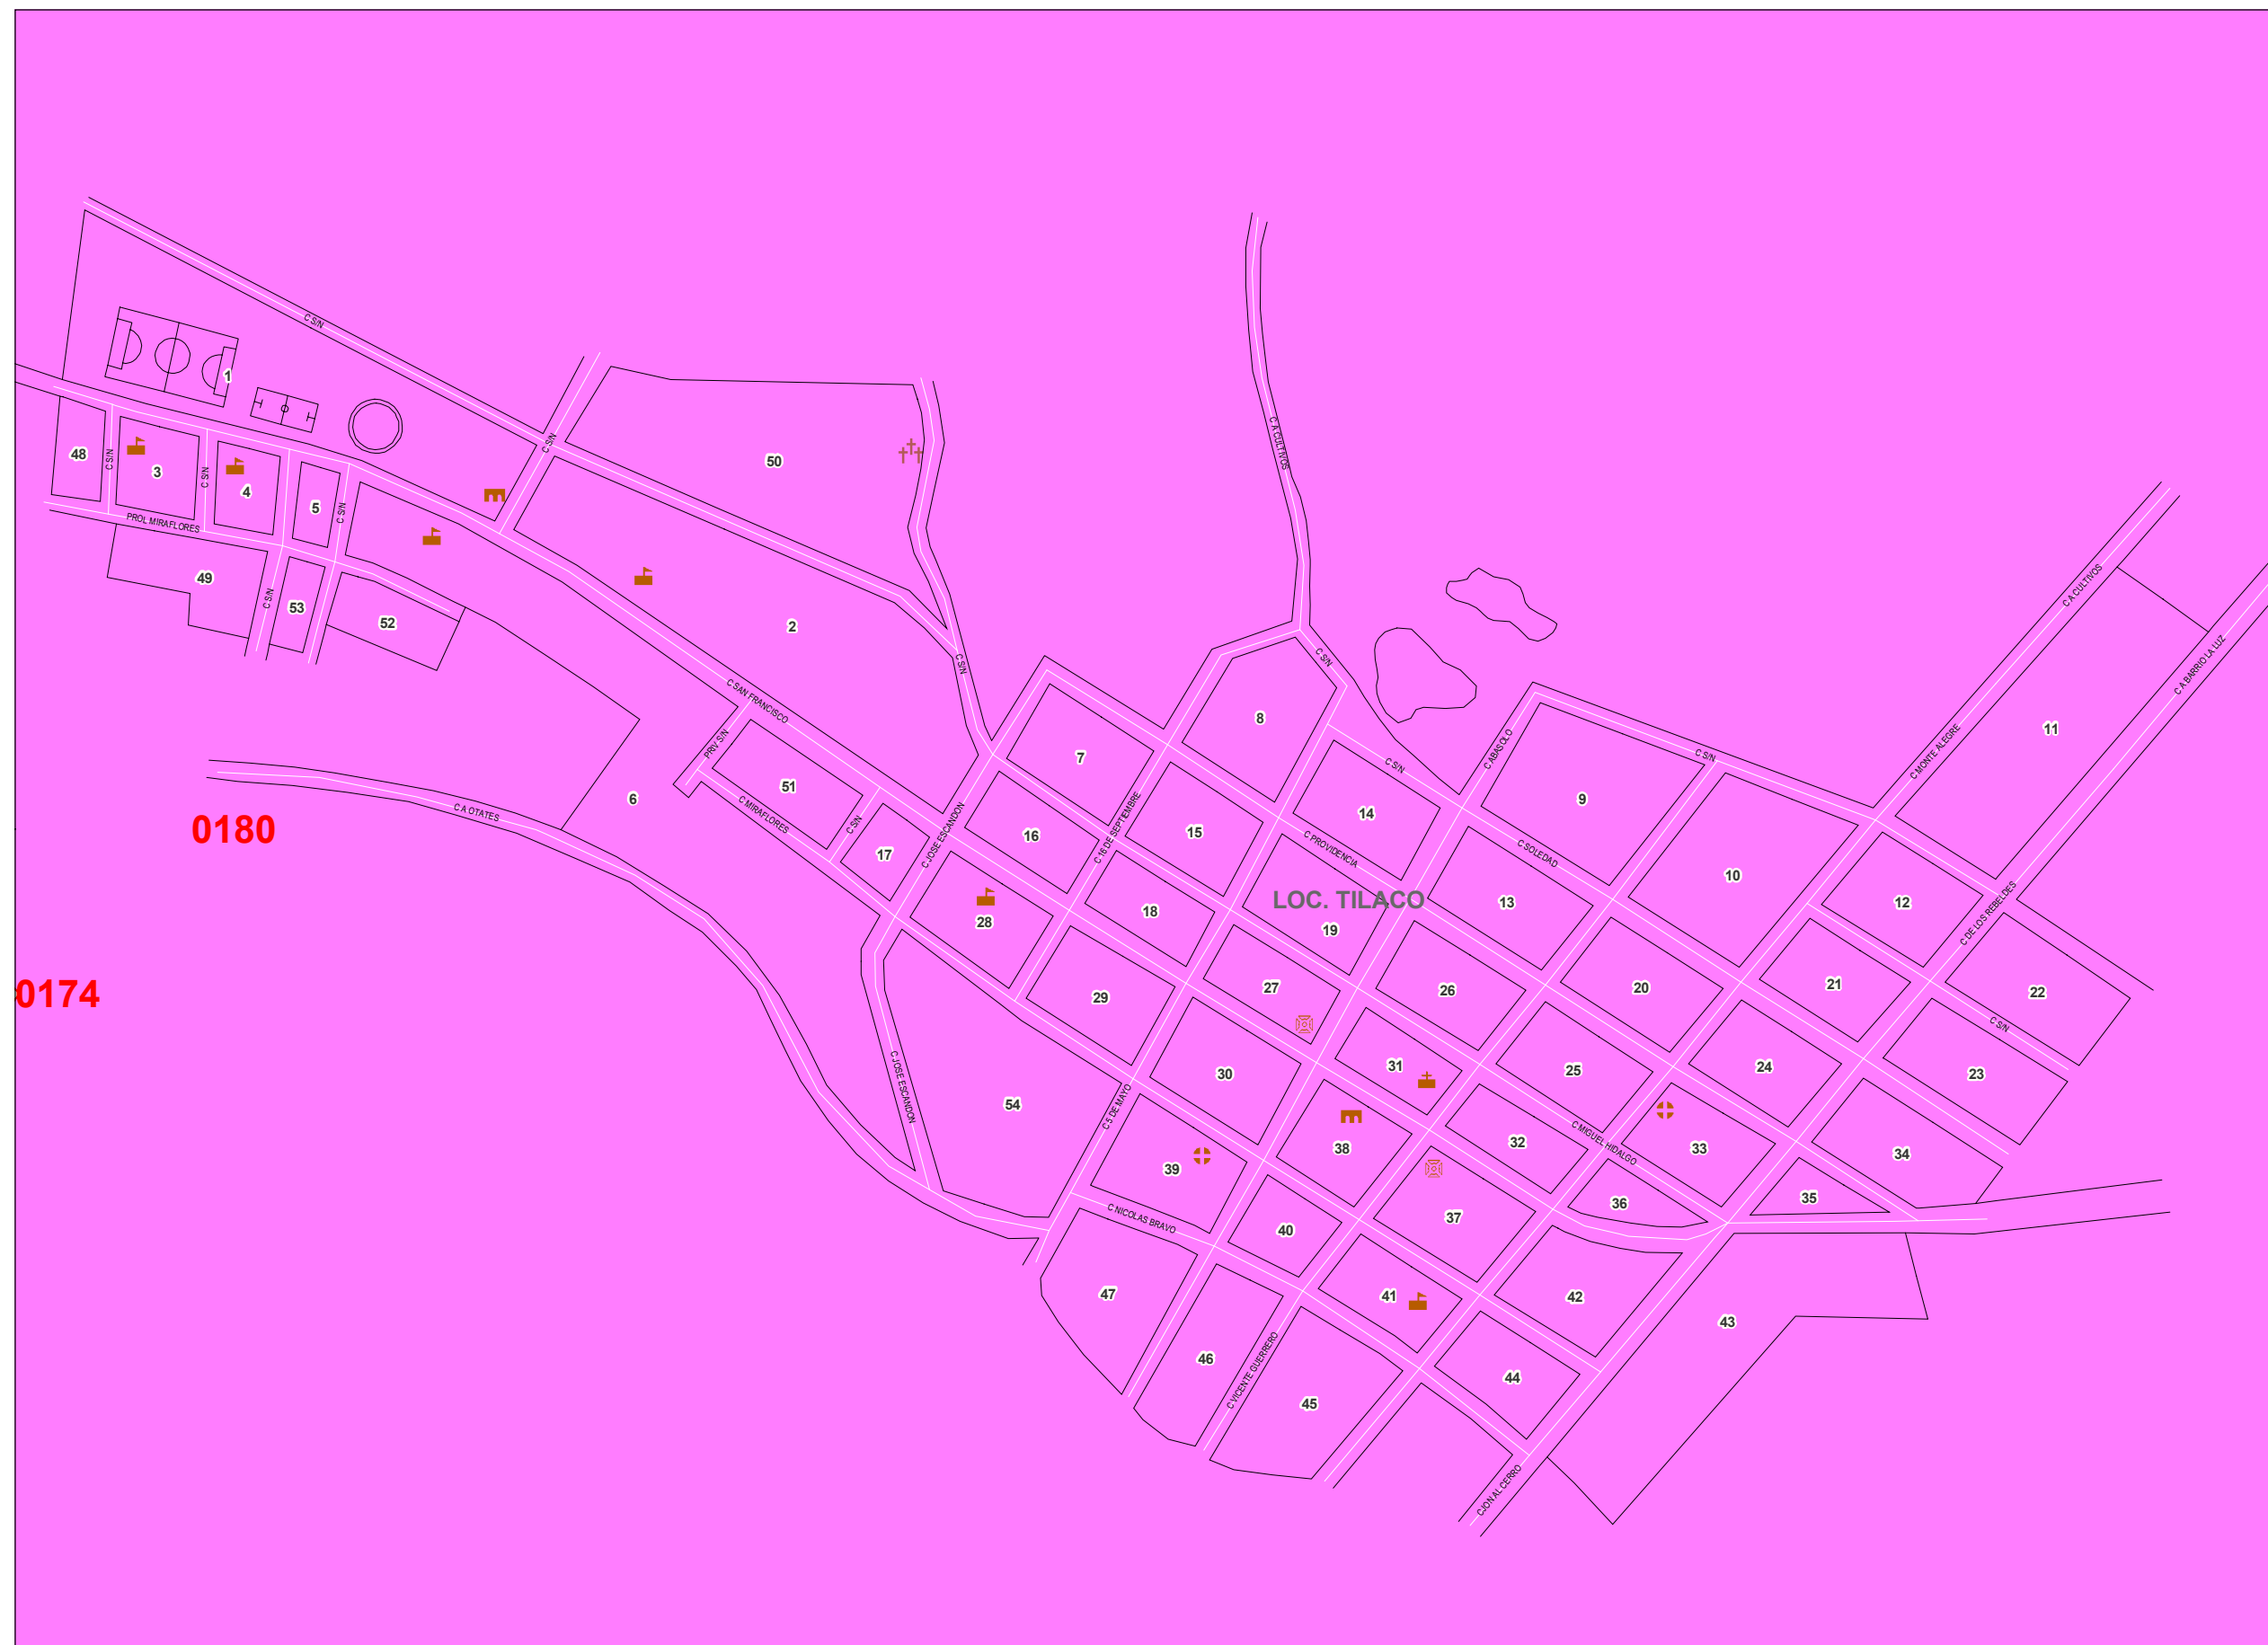 C S/N
1
C S/N
50
48
C S/N
3
C S/N
4
5
C S/N
PROL MIRAFLORES
C A CULTIVOS
49
C S/N
53
52
2
C A CULTIVOS
C S/N
C S/N
C A BARRIO LA LUZ
C SAN FRANCISCO
8
PRIV S/N
7
C ABASOLO
C S/N
C MONTE ALEGRE
11
C S/N
51
6
9
C A OTATES
C MIRAFLORES
C S/N
C JOSE ESCANDON
C 16 DE SEPTIEMBRE
14
0180
16
15
C PROVIDENCIA
C SOLEDAD
17
10
LOC. TILACO
12
13
18
28
19
C DE LOS REBELDES
0174
29
27
26
20
21
22
C S/N
30
31
25
24
23
C JOSE ESCANDON
54
C 5 DE MAYO
38
32
C MIGUEL HIDALGO
33
34
39
36
35
C NICOLAS BRAVO
40
37
47
41
42
43
46
C VICENTE GUERRERO
44
45
CJON AL CERRO